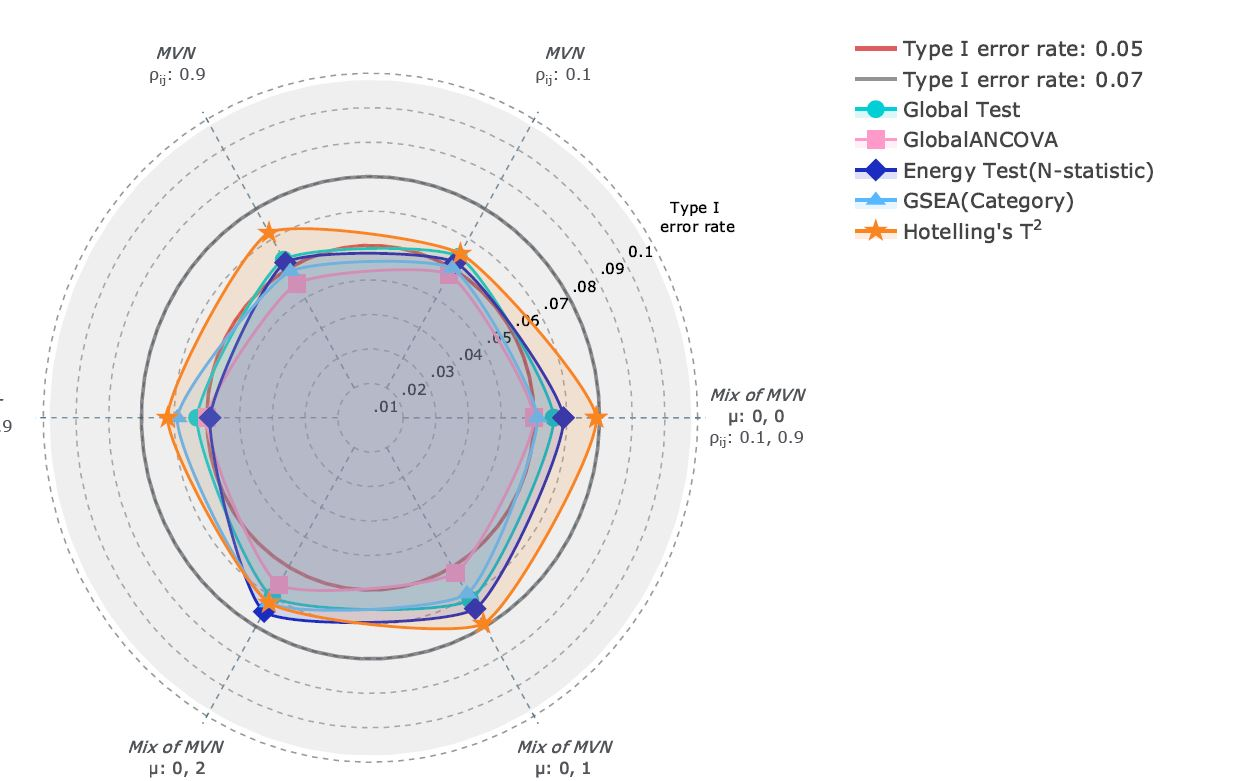 MVN
ρij: 0.9
MVN
ρij: 0.1
Type I error rate: 0.05
Type I error rate: 0.07
Global Test
GlobalANCOVA
Energy Test(N-statistic)
GSEA(Category)
Hotelling's T2
Type I
error rate
0.1
.09
.08
.07
.06
.05
.04
.03
.02
.01
Mix of MVN
μ: 0, 0
ρij: 0.1, 0.9
.9
Mix of MVN
μ: 0, 2
Mix of MVN
μ: 0, 1